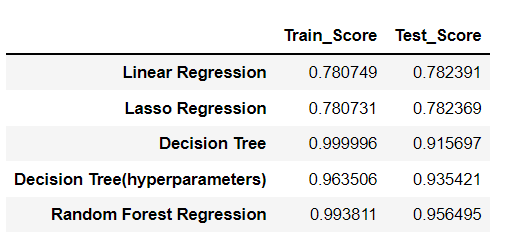 Train_Score Test_Score
Linear Regression 0.780749 0.782391
Lasso Regression 0.780731 0.782369
Decision Tree 0.999996 0.915697
Decision Tree(hyperparameters) 0.963506 0.935421
Random Forest Regression 0.993811 0.956495